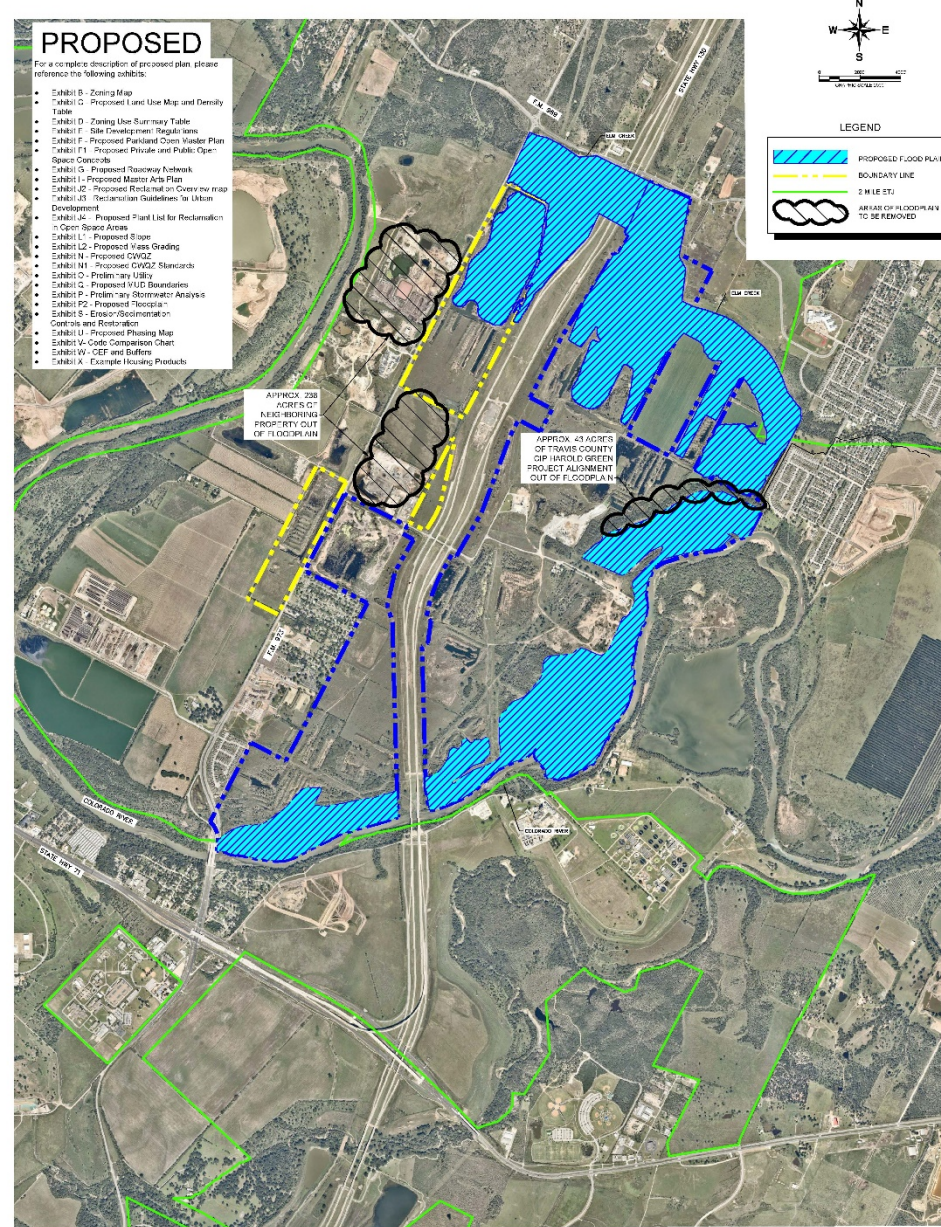 PROPOSED
For a complete description of proposed plan, please
reference the following exhibits:
• Exhibit B - Zoning Map
• Exhibit C - Proposed Land Use Map and Density
Table
• Exhibit D - Zoning Use Summary Table
• Exhibit E - Site Development Regulations
• Exhibit F - Proposed Parkland Open Master Plan
• Exhibit F1 - Proposed Private and Public Open
Space Concepts
• Exhibit G - Proposed Roadway Network
• Exhibit I - Proposed Master Arts Plan
• Exhibit J2 - Proposed Reclamation Overview map
• Exhibit J3 - Reclamation Guidelines for Urban
Development
• Exhibit J4 - Proposed Plant List for Reclamation
in Open Space Areas
• Exhibit L1 - Proposed Slope
• Exhibit L2 - Proposed Mass Grading
• Exhibit N - Proposed CWQZ
• Exhibit N1 - Proposed CWQZ Standards
• Exhibit O - Preliminary Utility
• Exhibit Q - Proposed MUD Boundaries
• Exhibit P - Preliminary Stormwater Analysis
• Exhibit P2 - Proposed Floodplain
• Exhibit S - Erosion/Sedimentation
Controls and Restoration
• Exhibit U - Proposed Phasing Map
• Exhibit V - Code Comparison Chart
• Exhibit W - CEF and Buffers
• Exhibit X - Example Housing Products
N
W E
S
0 2000 4000
LEGEND
PROPOSED FLOOD PLAIN
BOUNDARY LINE
2 MILE ETJ
AREAS OF FLOODPLAIN
TO BE REMOVED
STATE HWY 130
F.M. 969
ELM CREEK
ELM CREEK
APPROX. 238
ACRES OF
NEIGHBORING
PROPERTY OUT
OF FLOODPLAIN
APPROX. 43 ACRES
OF TRAVIS COUNTY
CIP HAROLD GREEN
PROJECT ALIGNMENT
OUT OF FLOODPLAIN
F.M. 973
COLORADO RIVER
COLORADO RIVER
STATE HWY 71